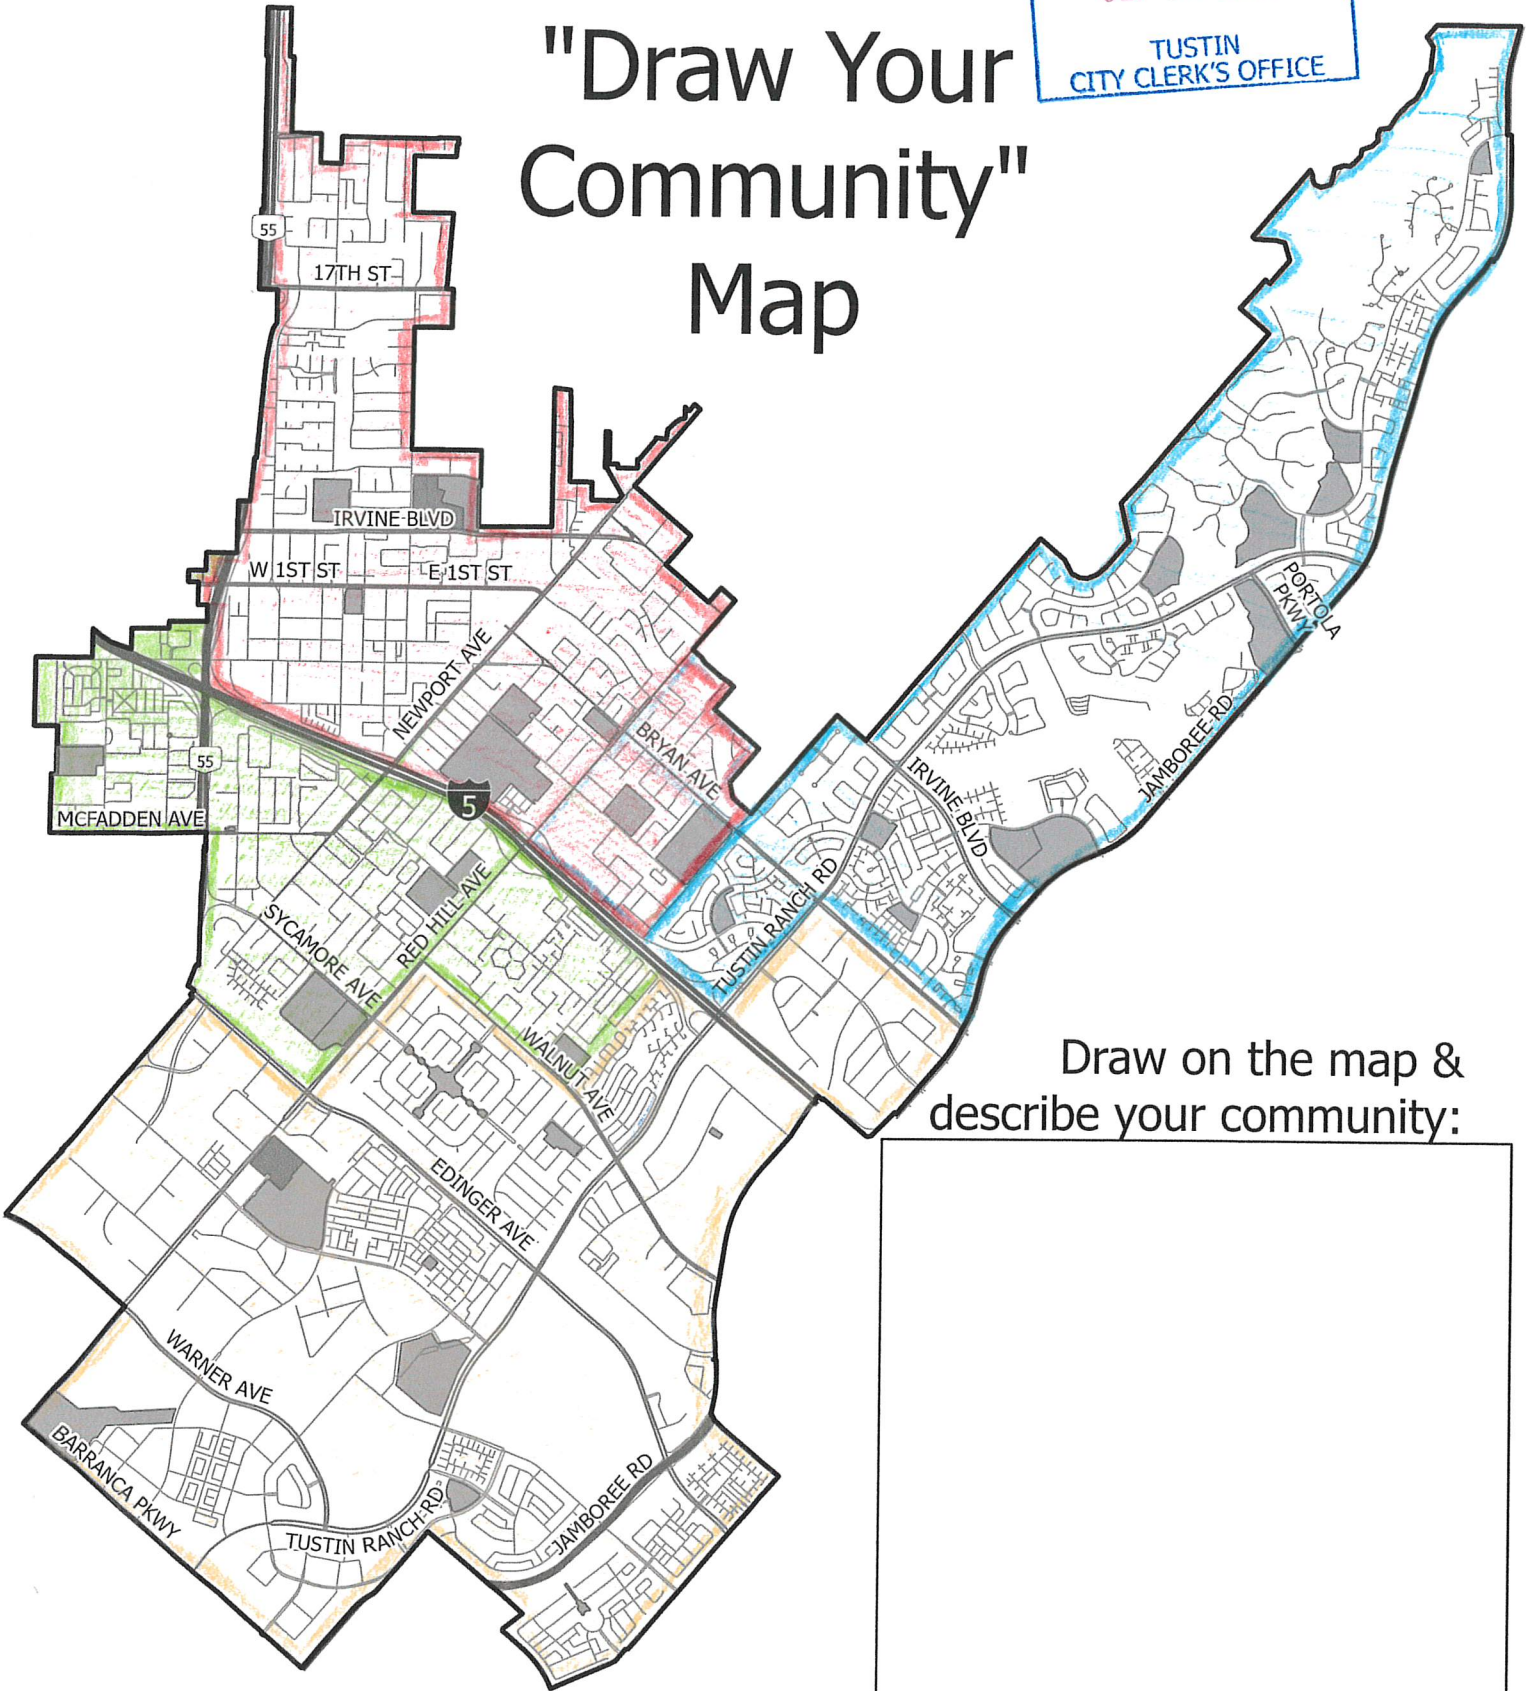 "Draw Your
Community"
Map
TUSTIN
CITY CLERK'S OFFICE
55
17TH ST
IRVINE BLVD
W 1ST ST
E 1ST ST
NEWPORT AVE
BRYAN AVE
55
MCFADDEN AVE
5
SYCAMORE AVE
RED HILL AVE
WALNUT AVE
TUSTIN RANCH RD
IRVINE BLVD
JAMBOREE RD
PORTOLA
PKWY
EDINGER AVE
WARNER AVE
BARRANCA PKWY
TUSTIN RANCH RD
JAMBOREE RD
Draw on the map &
describe your community: